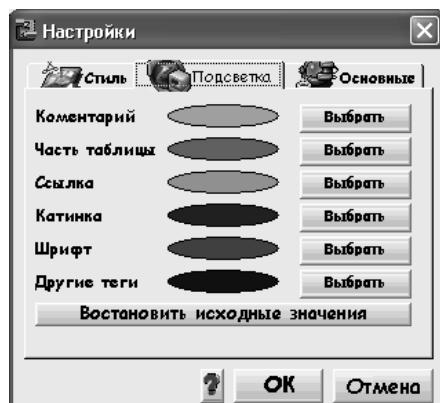 Настройки
Стиль Подсветка Основные
Коментарий Выбрать
Часть таблицы Выбрать
Ссылка Выбрать
Катинка Выбрать
Шрифт Выбрать
Другие теги Выбрать
Востановить исходные значения
? ОК Отмена